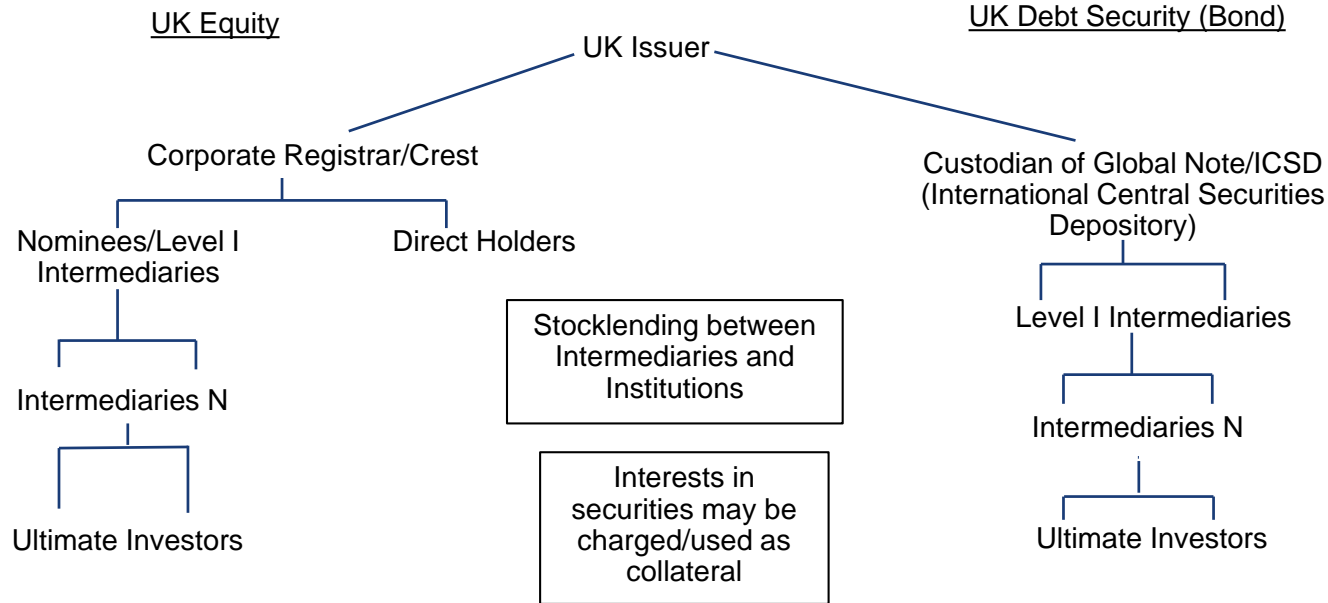 UK Equity
UK Debt Security (Bond)
UK Issuer
Corporate Registrar/Crest
Custodian of Global Note/ICSD
(International Central Securities
Depository)
Nominees/Level I
Intermediaries
Direct Holders
Stocklending between
Intermediaries and
Institutions
Level I Intermediaries
Intermediaries N
Intermediaries N
Interests in
securities may be
charged/used as
collateral
Ultimate Investors
Ultimate Investors